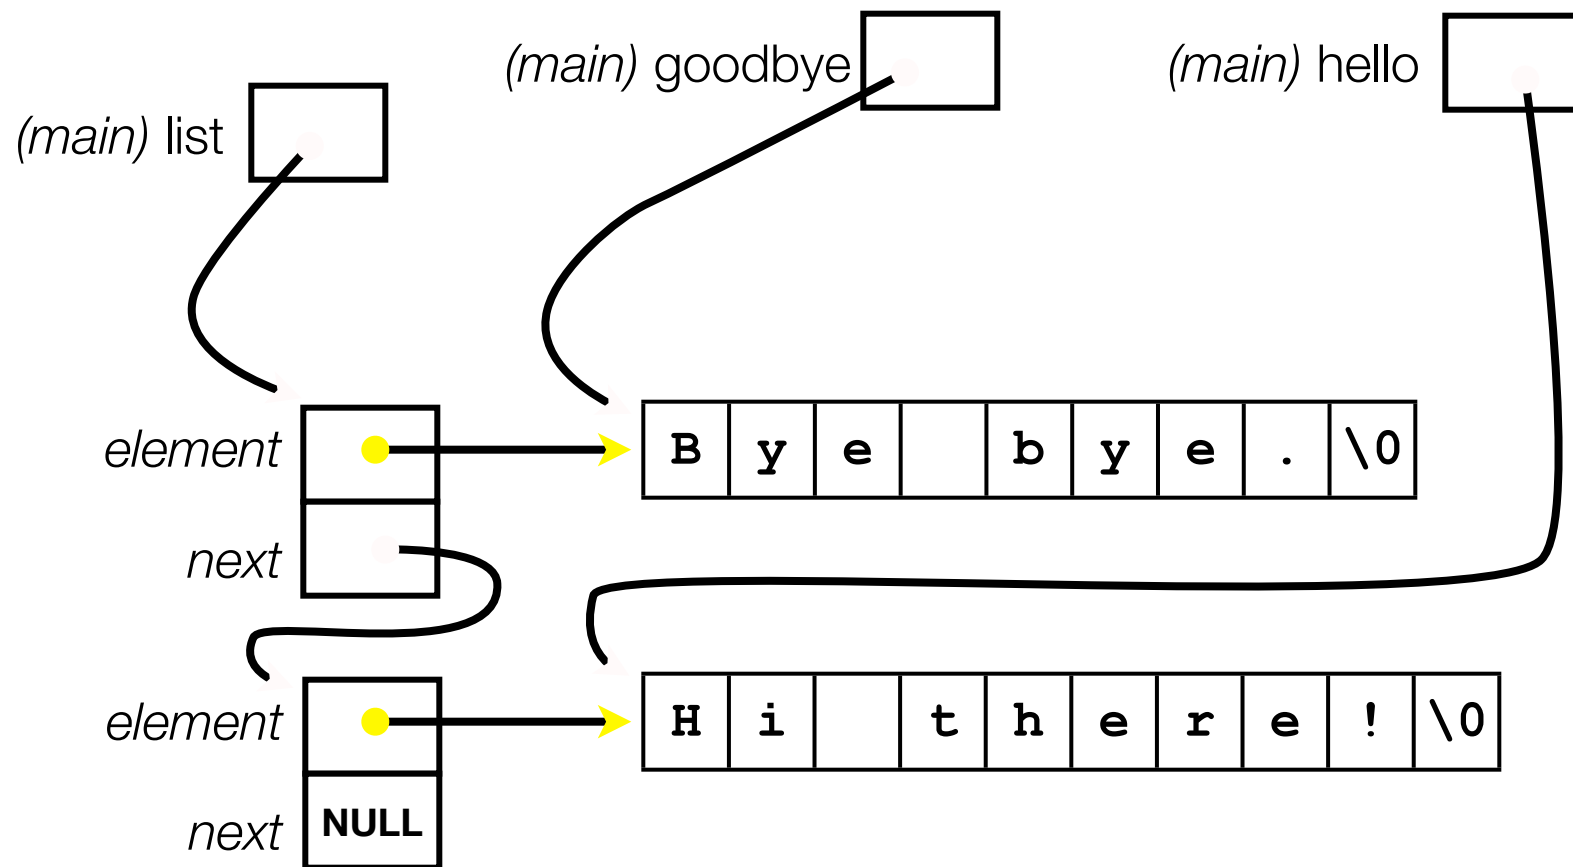 (main) goodbye
(main) hello
(main) list
element
B y e b y e . \0
next
element
H i t h e r e ! \0
next NULL